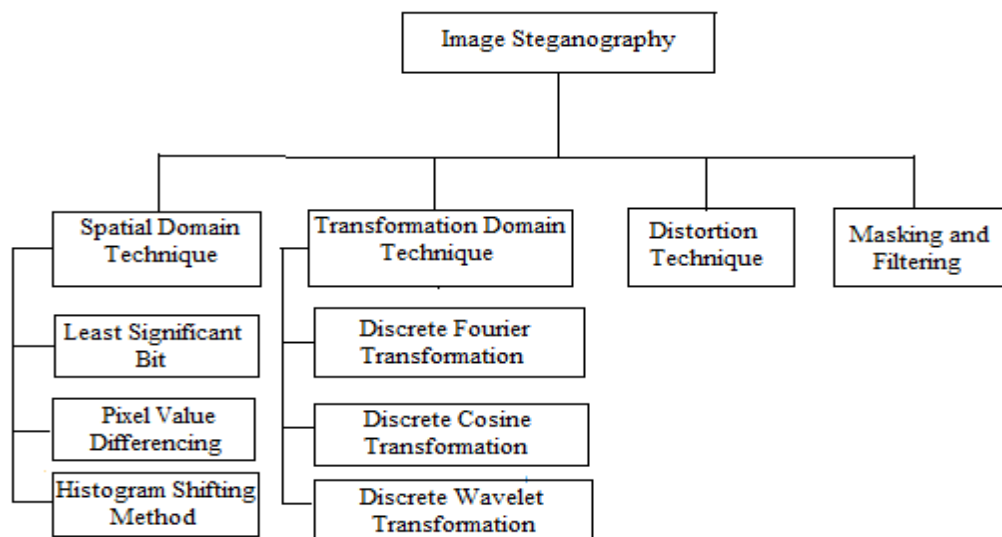 Image Steganography
Spatial Domain
Technique
Transformation Domain
Technique
Distortion
Technique
Masking and
Filtering
Least Significant
Bit
Discrete Fourier
Transformation
Pixel Value
Differencing
Discrete Cosine
Transformation
Histogram Shifting
Method
Discrete Wavelet
Transformation